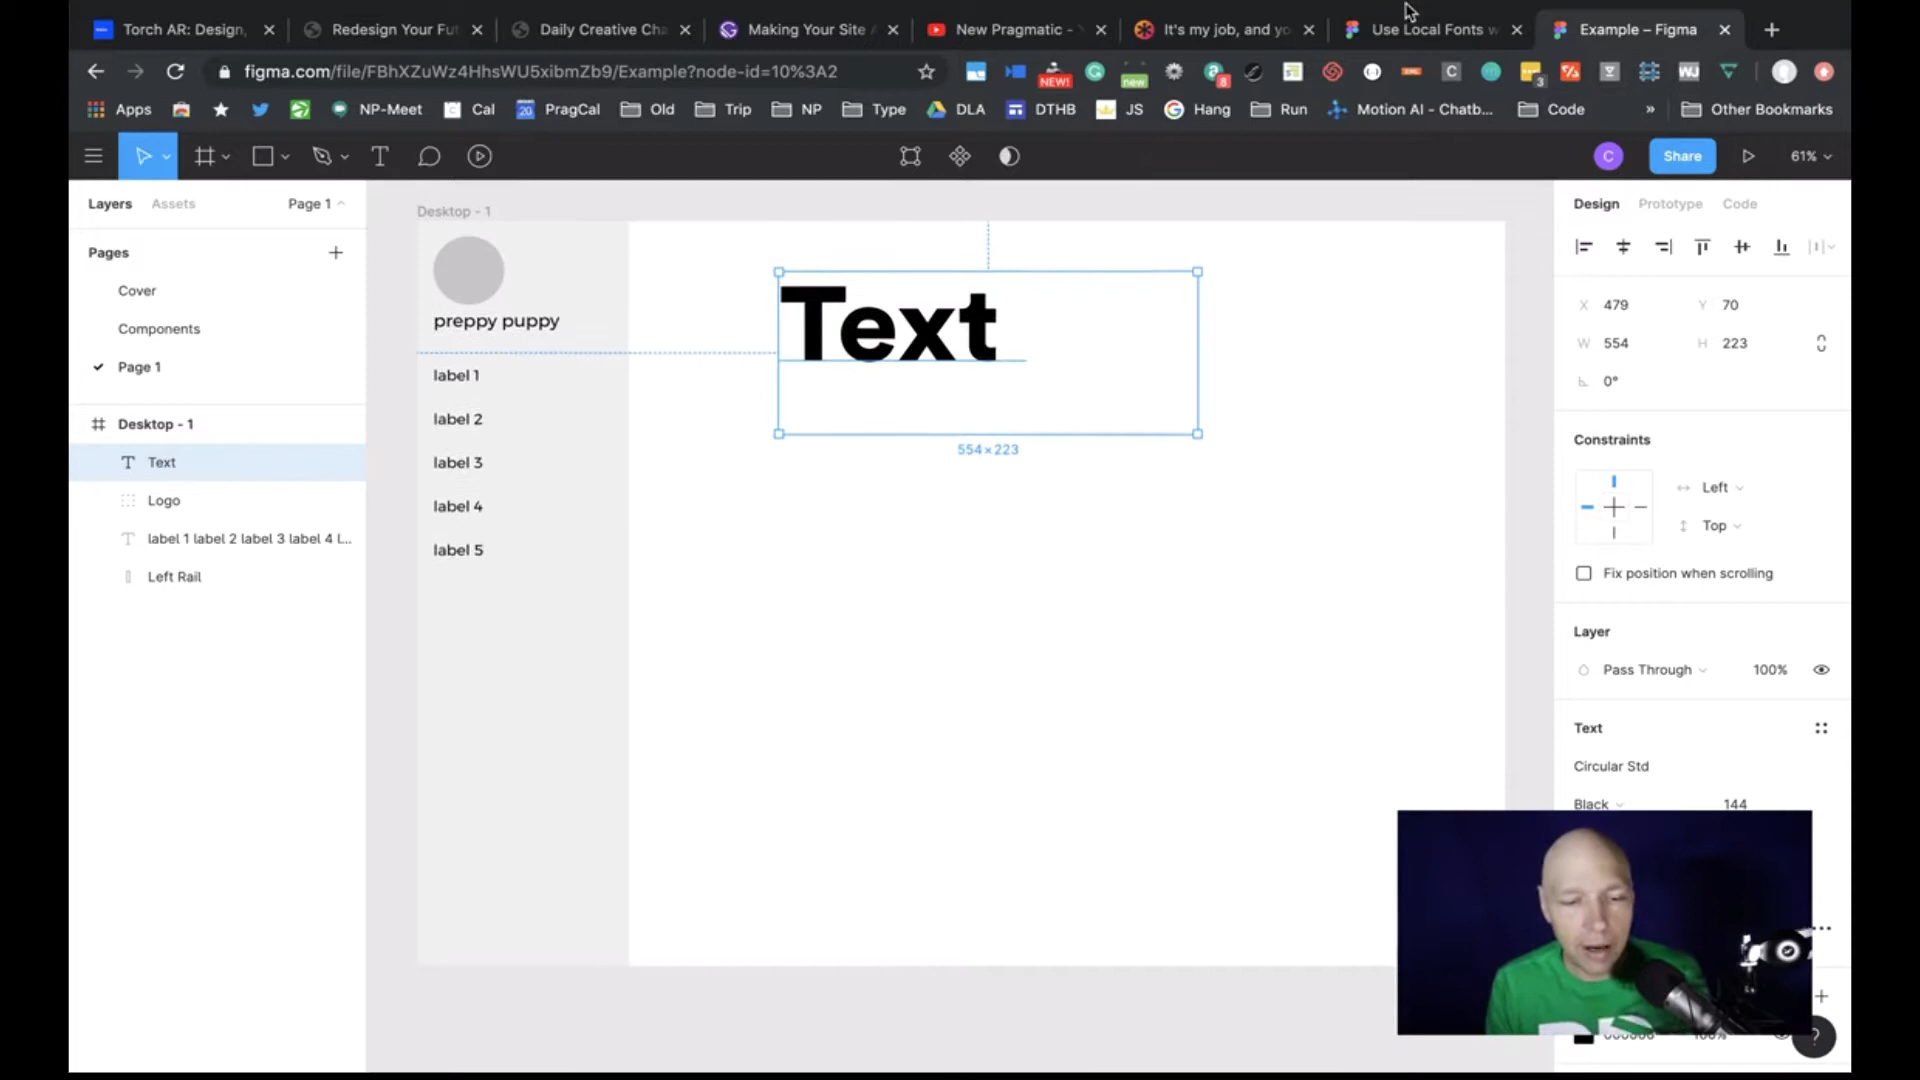 Torch AR: Design,
Redesign Your Fut
Daily Creative Cha
Making Your Site
New Pragmatic -
It's my job, and yo
Use Local Fonts w
Example – Figma
figma.com/file/FBhXZuWz4HhsWU5xibmZb9/Example?node-id=10%3A2
NEW!
new
8
3
Apps
NP-Meet
Cal
20
PragCal
Old
Trip
NP
Type
DLA
DTHB
JS
Hang
Run
Motion AI - Chatb...
Code
»
Other Bookmarks
C
Share
61%
Layers
Assets
Page 1
Pages
Cover
Components
Page 1
Desktop - 1
Text
Logo
label 1 label 2 label 3 label 4 l...
Left Rail
Desktop - 1
preppy puppy
label 1
label 2
label 3
label 4
label 5
Text
554×223
Design
Prototype
Code
X 479
Y 70
W 554
H 223
0°
Constraints
Left
Top
Fix position when scrolling
Layer
Pass Through
100%
Text
Circular Std
Black
144
?